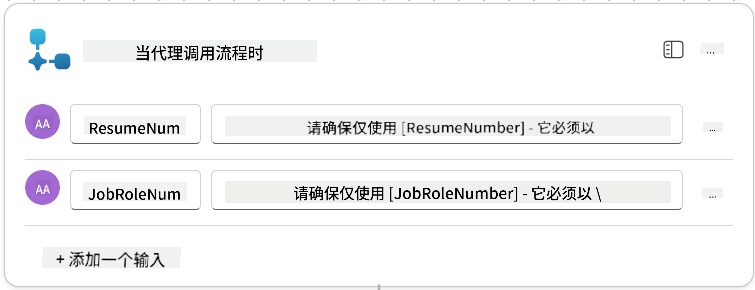 当代理调用流程时
...
AA
ResumeNum
请确保仅使用 [ResumeNumber] - 它必须以
...
AA
JobRoleNum
请确保仅使用 [JobRoleNumber] - 它必须以 \
...
+ 添加一个输入